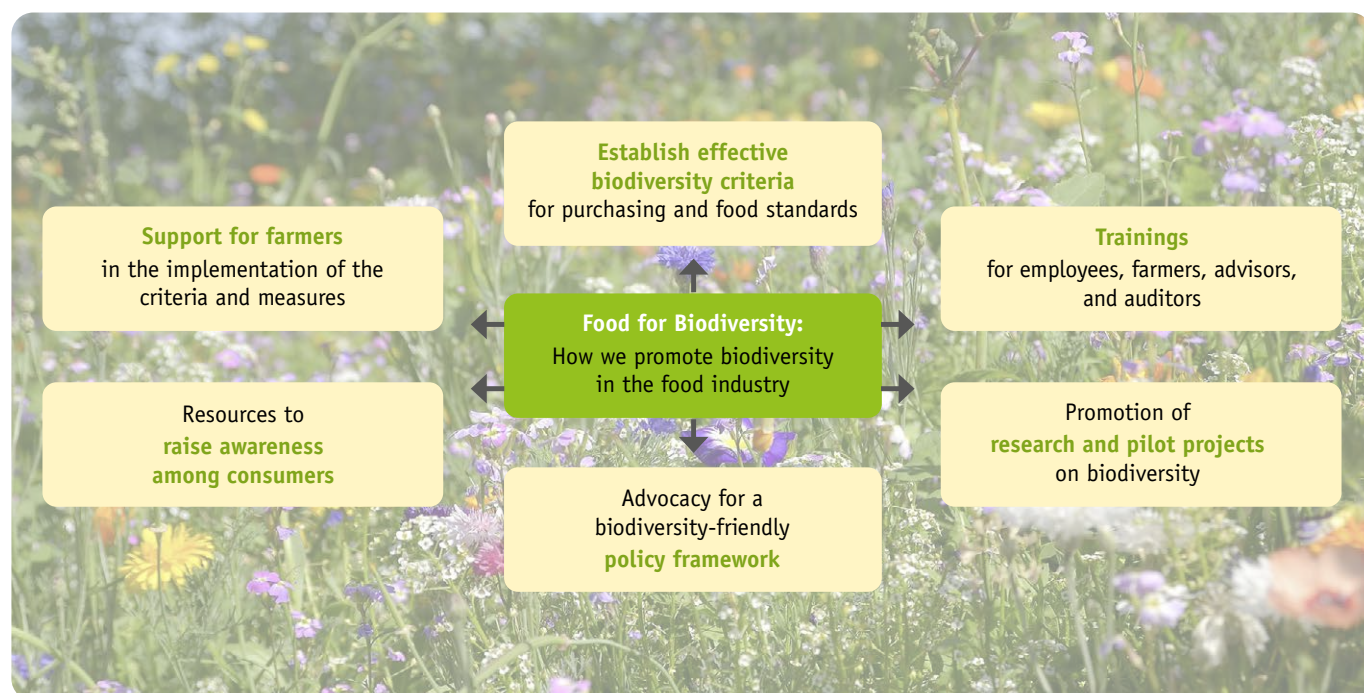 Establish effective
biodiversity criteria
for purchasing and food standards
Support for farmers
in the implementation of the
criteria and measures
Trainings
for employees, farmers, advisors,
and auditors
Food for Biodiversity:
How we promote biodiversity
in the food industry
Resources to
raise awareness
among consumers
Promotion of
research and pilot projects
on biodiversity
Advocacy for a
biodiversity-friendly
policy framework